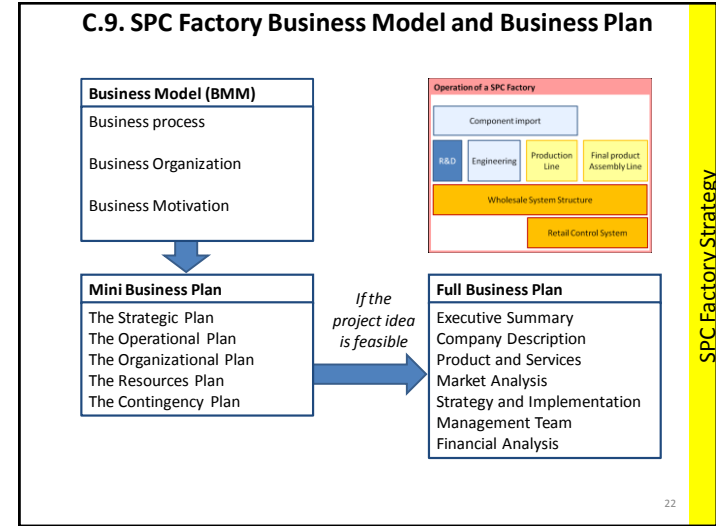 C.9. SPC Factory Business Model and Business Plan
Business Model (BMM)
Business process
Business Organization
Business Motivation
Operation of a SPC Factory
Component import
R&D
Engineering
Production
Line
Final product
Assembly Line
Wholesale System Structure
Retail Control System
Mini Business Plan
The Strategic Plan
The Operational Plan
The Organizational Plan
The Resources Plan
The Contingency Plan
If the
project idea
is feasible
Full Business Plan
Executive Summary
Company Description
Product and Services
Market Analysis
Strategy and Implementation
Management Team
Financial Analysis
SPC Factory Strategy
22